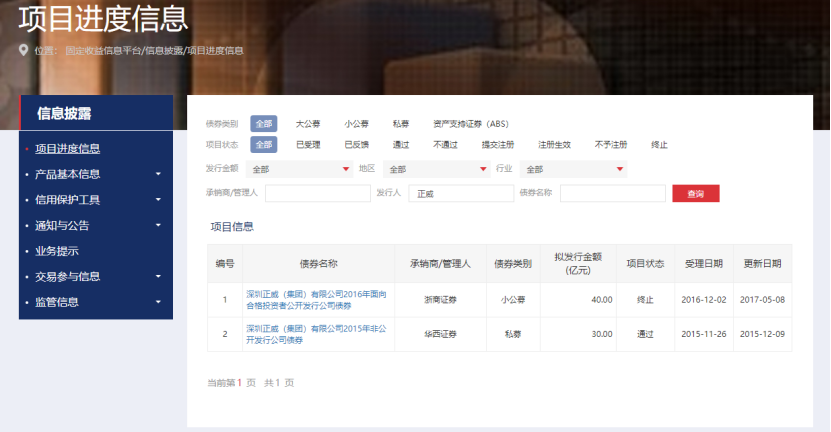 项目进度信息
位置： 固定收益信息平台/信息披露/项目进度信息
信息披露
项目进度信息
产品基本信息
信用保护工具
通知与公告
业务提示
交易参与信息
监管信息
债券类别 全部 大公募 小公募 私募 资产支持证券（ABS）
项目状态 全部 已受理 已反馈 通过 不通过 提交注册 注册生效 不予注册 终止
发行金额 全部 地区 全部 行业 全部
承销商/管理人 发行人 正威 债券名称 查询
项目信息
编号 债券名称 承销商/管理人 债券类别 拟发行金额 项目状态 受理日期 更新日期
(亿元)
1 深圳正威（集团）有限公司2016年面向 浙商证券 小公募 40.00 终止 2016-12-02 2017-05-08
合格投资者公开发行公司债券
2 深圳正威（集团）有限公司2015年非公 华西证券 私募 30.00 通过 2015-11-26 2015-12-09
开发行公司债券
当前第1 页 共1 页